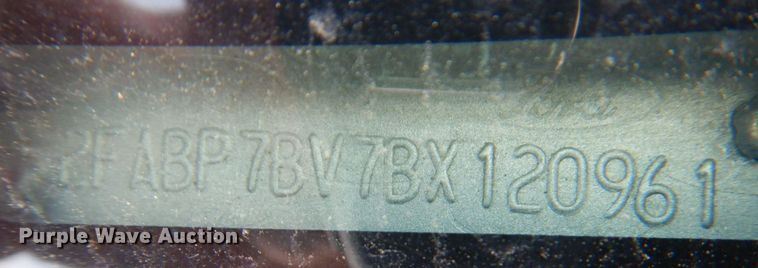 2FABP7BV7BX120961
Purple Wave Auction